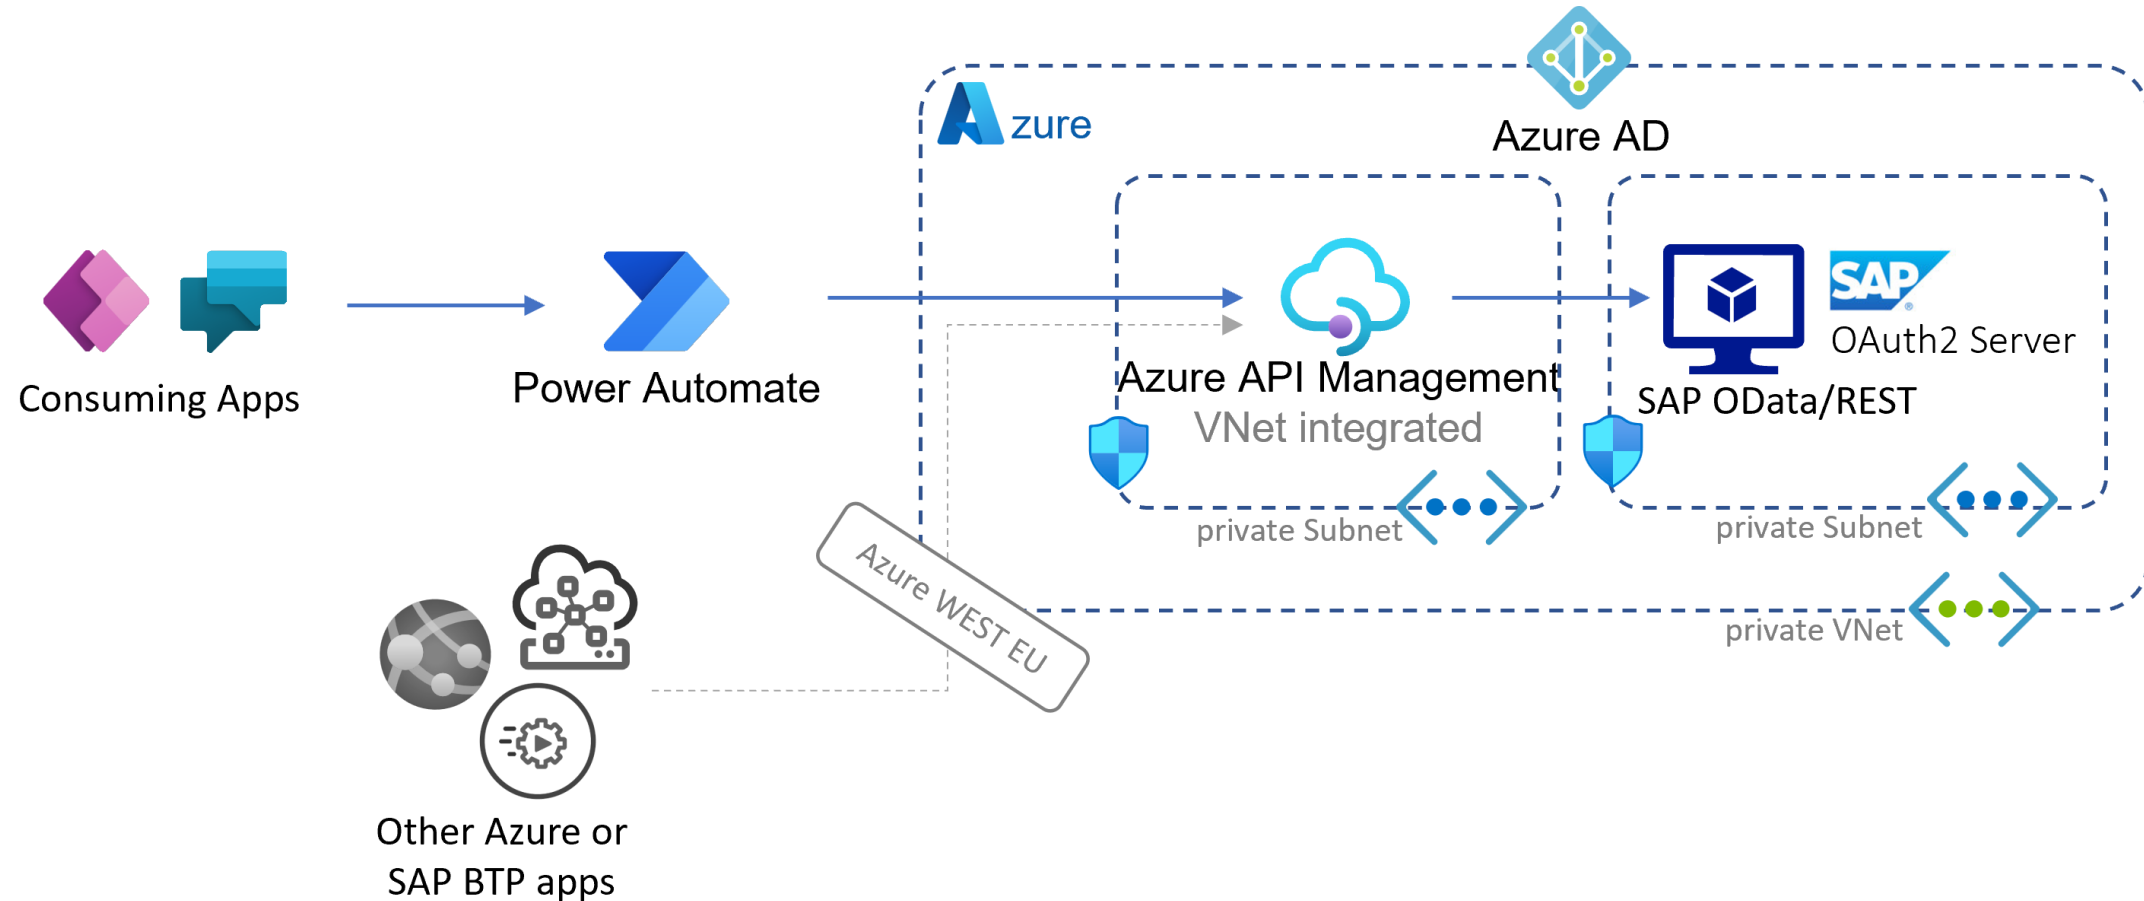 Azure
Azure AD
Consuming Apps
Power Automate
Azure API Management
VNet integrated
SAP
®
OAuth2 Server
SAP OData/REST
private Subnet
private Subnet
private VNet
Azure WEST EU
Other Azure or
SAP BTP apps